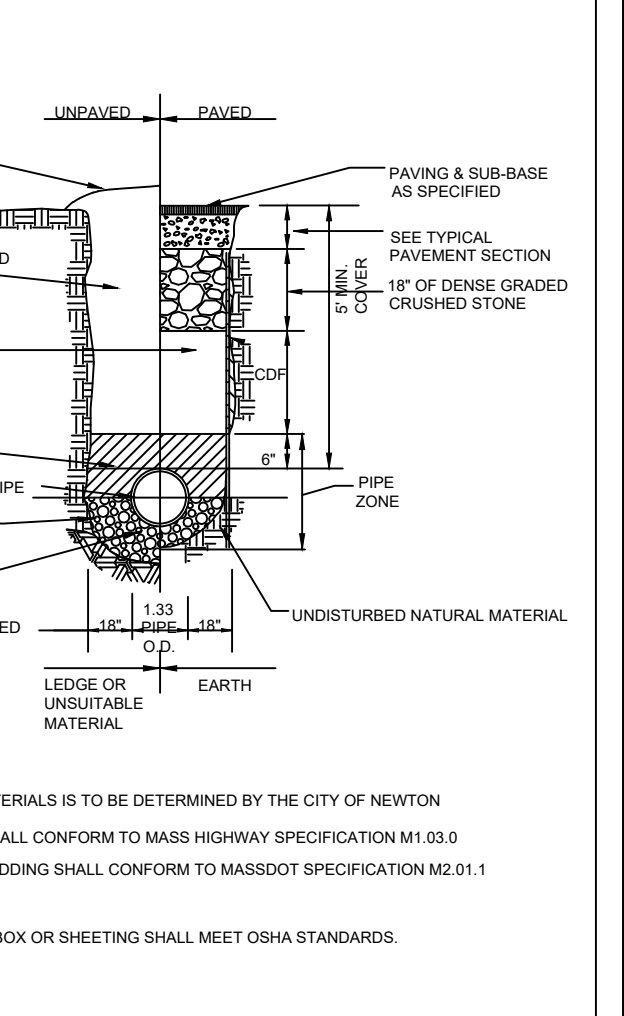 UNPAVED PAVED
PAVING & SUB-BASE
AS SPECIFIED
SEE TYPICAL
PAVEMENT SECTION
18" OF DENSE GRADED
CRUSHED STONE
5' MIN.
COVER
D
CDF
6"
IPE
PIPE
ZONE
UNDISTURBED NATURAL MATERIAL
ED
18"
1.33
PIPE
O.D.
18"
LEDGE OR
UNSUITABLE
MATERIAL
EARTH
TERIALS IS TO BE DETERMINED BY THE CITY OF NEWTON
ALL CONFORM TO MASS HIGHWAY SPECIFICATION M1.03.0
DDING SHALL CONFORM TO MASSDOT SPECIFICATION M2.01.1
BOX OR SHEETING SHALL MEET OSHA STANDARDS.